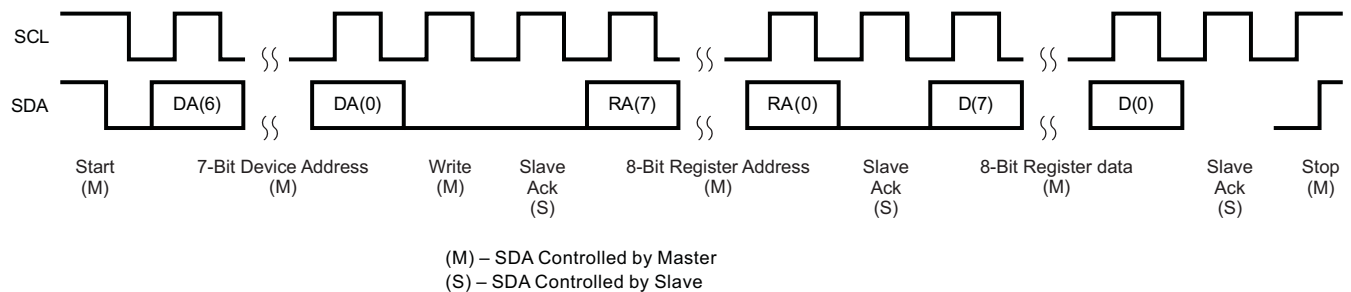 SCL
SDA
DA(6)
DA(0)
RA(7)
RA(0)
D(7)
D(0)
Start
(M)
7-Bit Device Address
(M)
Write
(M)
Slave
Ack
(S)
8-Bit Register Address
(M)
Slave
Ack
(S)
8-Bit Register data
(M)
Slave
Ack
(S)
Stop
(M)
(M) – SDA Controlled by Master
(S) – SDA Controlled by Slave